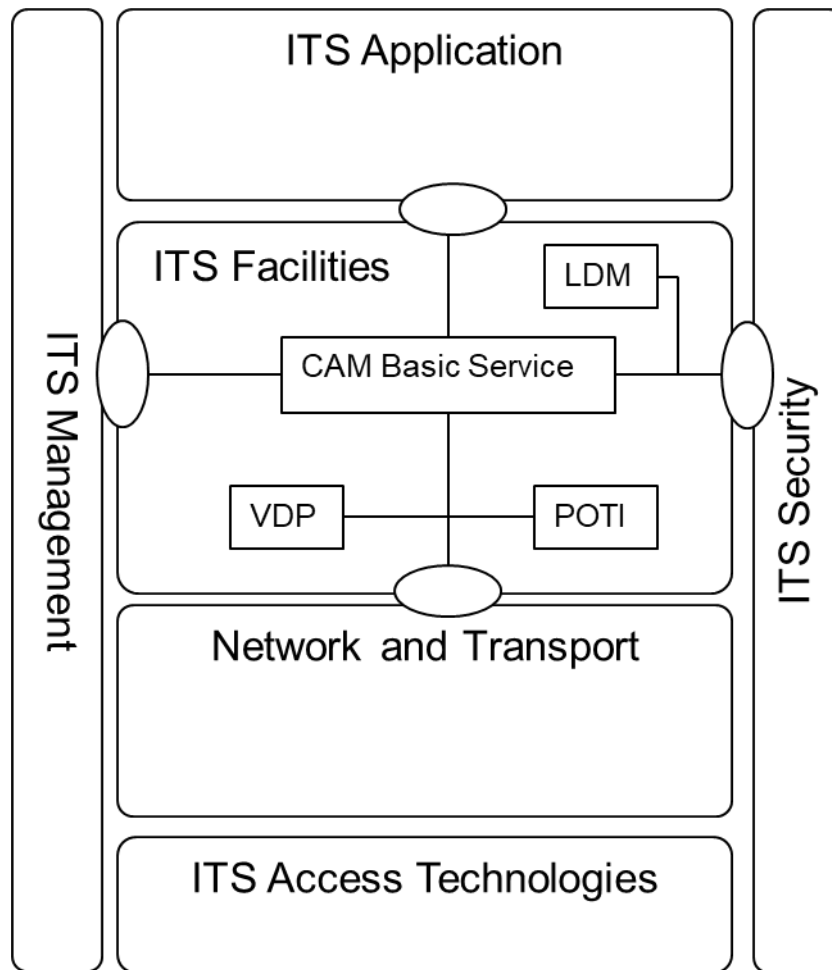 ITS Application
ITS Facilities
LDM
CAM Basic Service
VDP
POTI
Network and Transport
ITS Access Technologies
ITS Management
ITS Security